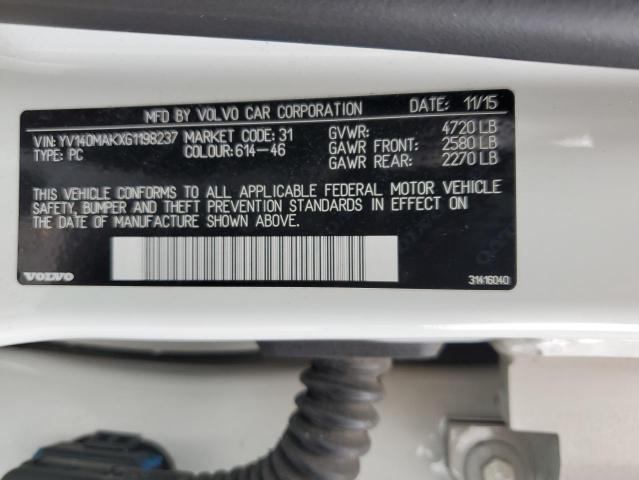 MFD BY VOLVO CAR CORPORATION DATE: 11/15
VIN: YV140MAKXG1198237 MARKET CODE: 31 GVWR: 4720 LB
TYPE: PC COLOUR: 614-46 GAWR FRONT: 2580 LB
GAWR REAR: 2270 LB
THIS VEHICLE CONFORMS TO ALL APPLICABLE FEDERAL MOTOR VEHICLE
SAFETY, BUMPER AND THEFT PREVENTION STANDARDS IN EFFECT ON
THE DATE OF MANUFACTURE SHOWN ABOVE.
VOLVO 31416040